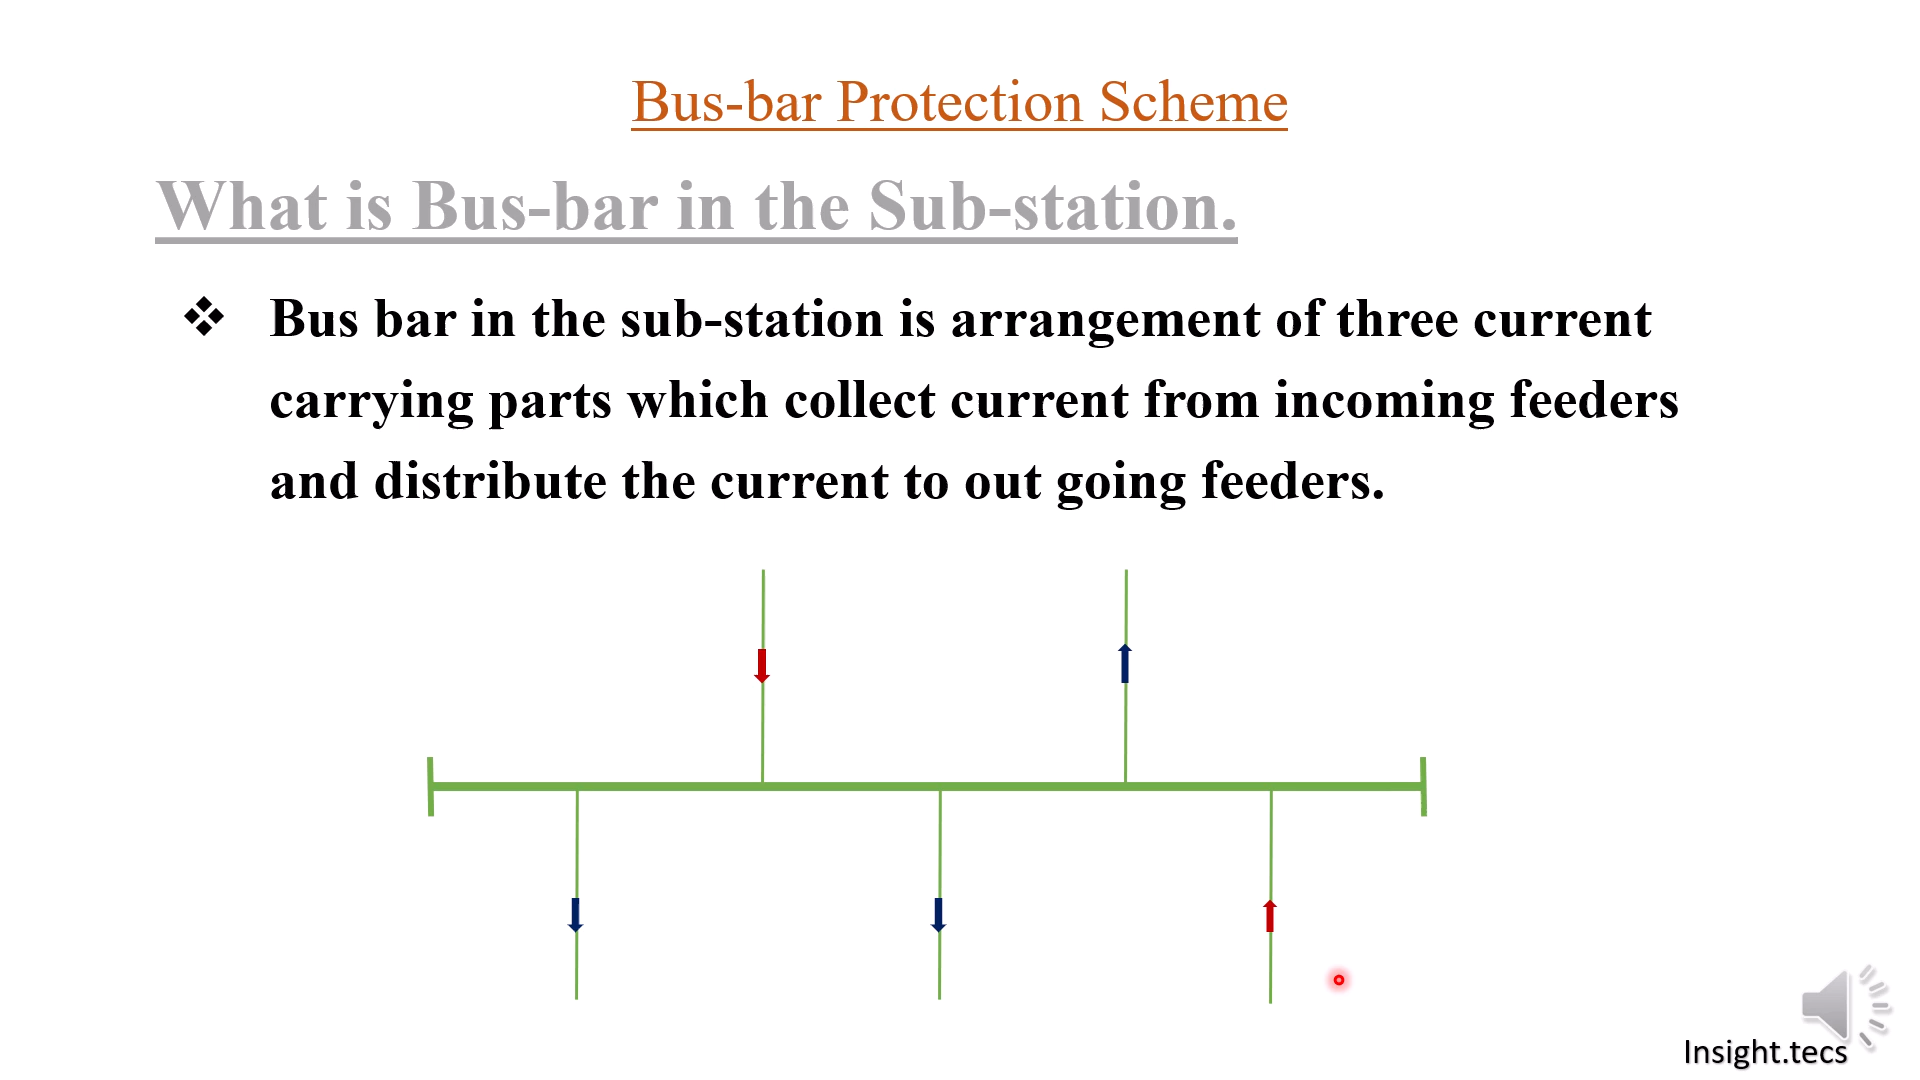 Bus-bar Protection Scheme
What is Bus-bar in the Sub-station.
Bus bar in the sub-station is arrangement of three current
carrying parts which collect current from incoming feeders
and distribute the current to out going feeders.
Insight.tecs